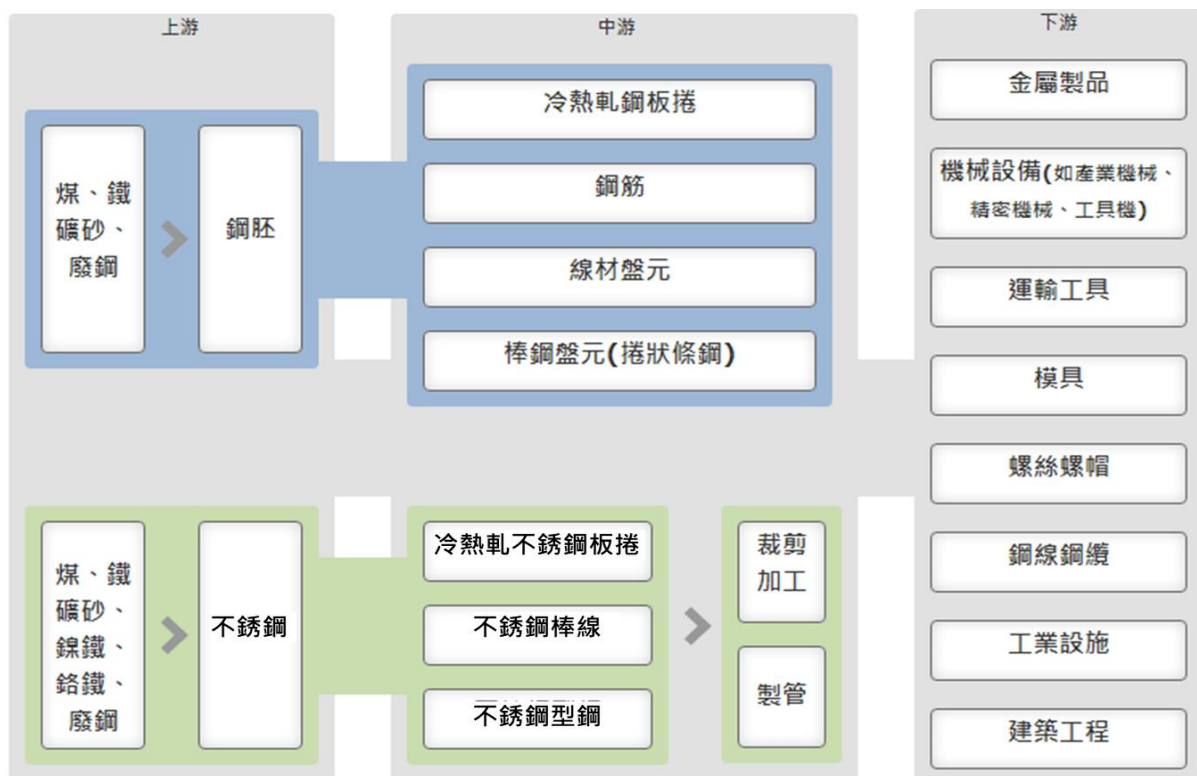 上游
煤、鐵
礦砂、
廢鋼
鋼胚
煤、鐵
礦砂、
鎳鐵、
鉻鐵、
廢鋼
不銹鋼
中游
冷熱軋鋼板捲
鋼筋
線材盤元
棒鋼盤元(捲狀條鋼)
冷熱軋不銹鋼板捲
不銹鋼棒線
不銹鋼型鋼
裁剪
加工
製管
下游
金屬製品
機械設備(如產業機械、
精密機械、工具機)
運輸工具
模具
螺絲螺帽
鋼線鋼纜
工業設施
建築工程